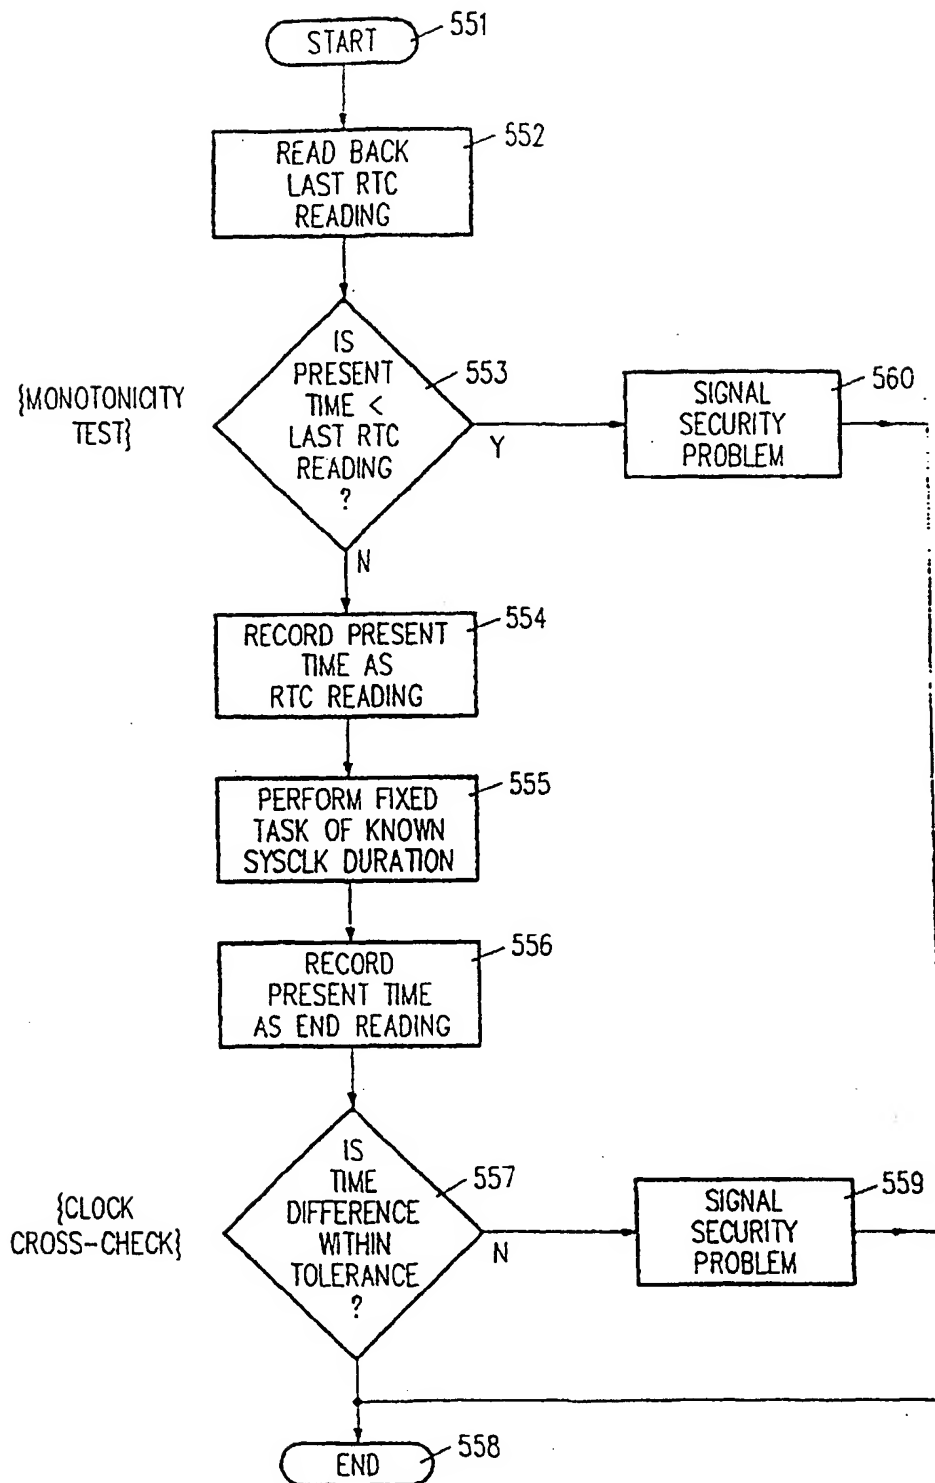 START
551
READ BACK
LAST RTC
READING
552
IS
PRESENT
TIME <
LAST RTC
READING
?
553
{MONOTONICITY
TEST}
Y
SIGNAL
SECURITY
PROBLEM
560
N
RECORD PRESENT
TIME AS
RTC READING
554
PERFORM FIXED
TASK OF KNOWN
SYSCLK DURATION
555
RECORD
PRESENT TIME
AS END READING
556
IS
TIME
DIFFERENCE
WITHIN
TOLERANCE
?
557
{CLOCK
CROSS-CHECK}
N
SIGNAL
SECURITY
PROBLEM
559
END
558